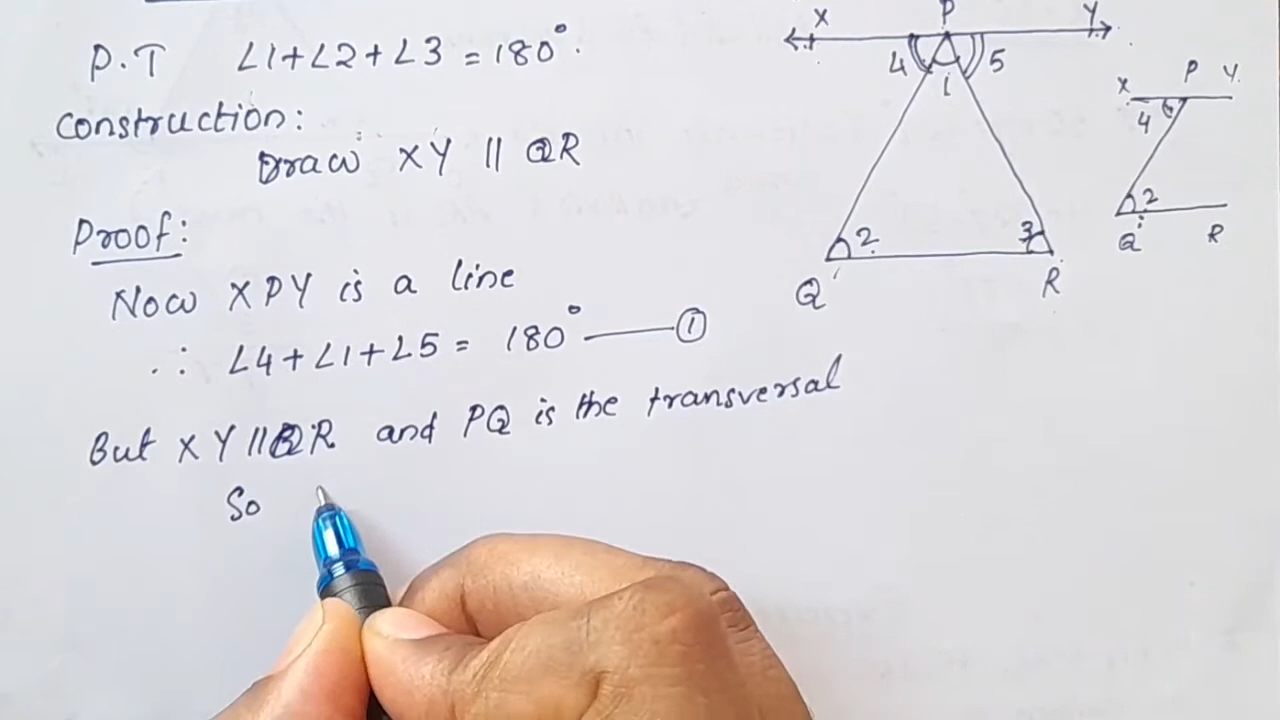 P.T ∠1+∠2+∠3 = 180°.
Construction:
Draw XY || QR
Proof:
Now XPY is a line
∴ ∠4+∠1+∠5 = 180° —— ①
But XY || QR and PQ is the transversal
So
X P Y
4 1 5
2 3
Q R
X P Y
4
2
Q R